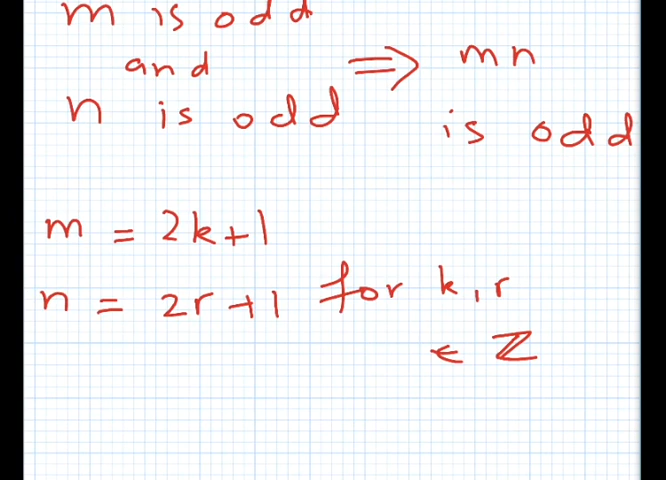 m is odd
and ⟹ mn
n is odd is odd
m = 2k+1
n = 2r+1 for k, r
∈ ℤ